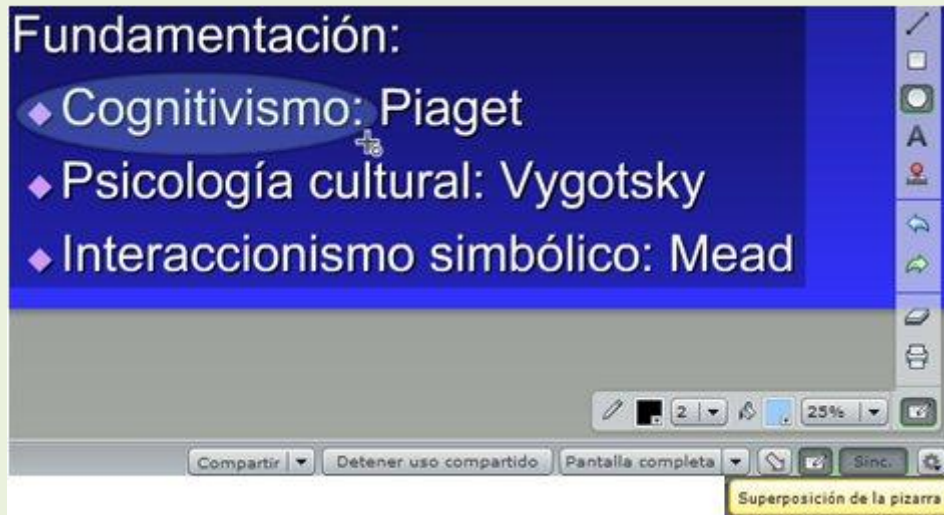 Fundamentación:
Cognitivismo: Piaget
Psicología cultural: Vygotsky
Interaccionismo simbólico: Mead
A
2
25%
Compartir Detener uso compartido Pantalla completa Sinc.
Superposición de la pizarra